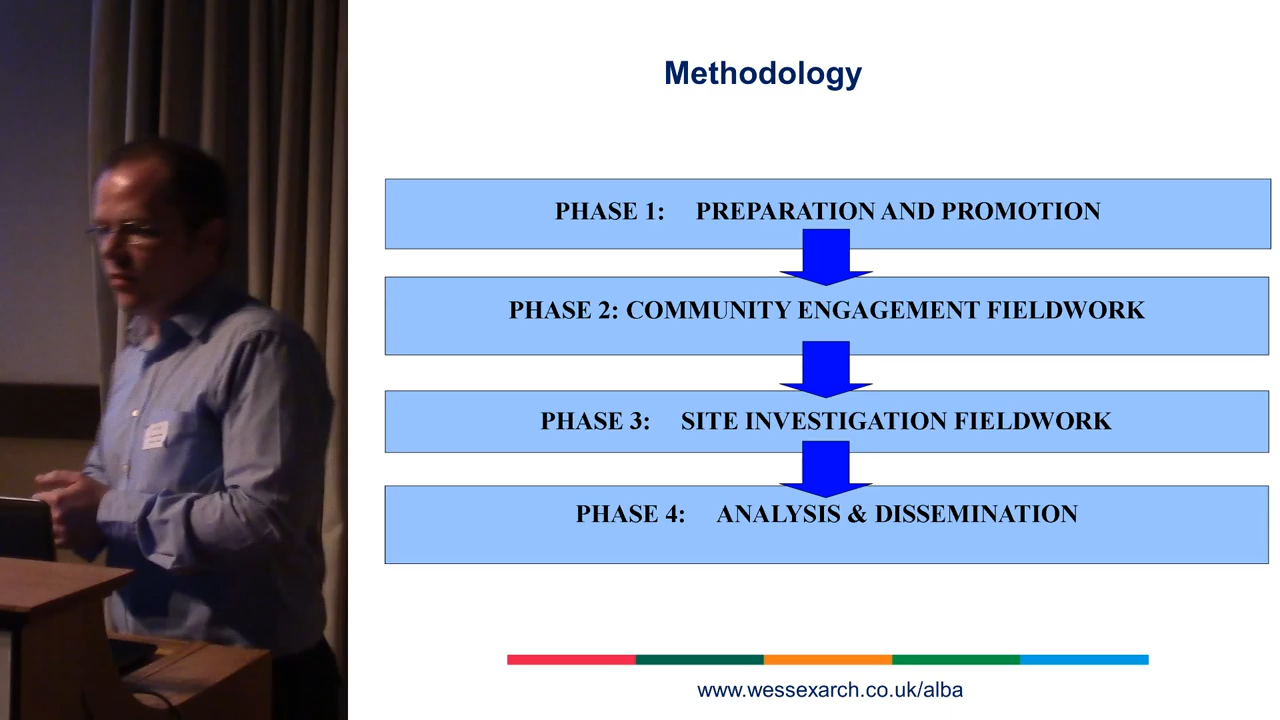 Methodology
PHASE 1: PREPARATION AND PROMOTION
PHASE 2: COMMUNITY ENGAGEMENT FIELDWORK
PHASE 3: SITE INVESTIGATION FIELDWORK
PHASE 4: ANALYSIS & DISSEMINATION
www.wessexarch.co.uk/alba